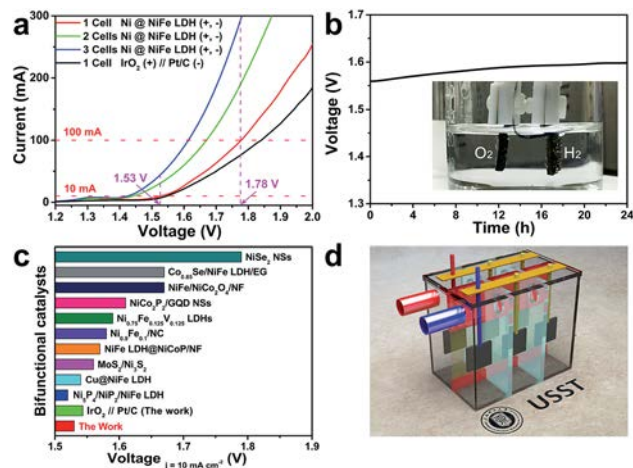 a
1 Cell Ni @ NiFe LDH (+, -)
2 Cells Ni @ NiFe LDH (+, -)
3 Cells Ni @ NiFe LDH (+, -)
1 Cell IrO₂ (+) // Pt/C (-)
300
200
100
0
Current (mA)
100 mA
10 mA
1.53 V
1.78 V
1.2 1.3 1.4 1.5 1.6 1.7 1.8 1.9 2.0
Voltage (V)
b
1.7
1.6
1.5
1.4
1.3
Voltage (V)
O₂
H₂
0 4 8 12 16 20 24
Time (h)
c
Bifunctional catalysts
NiSe₂ NSs
Co₀.₈₅Se/NiFe LDH/EG
NiFe/NiCo₂O₄/NF
NiCo₂P₂/GQD NSs
Ni₀.₇₅Fe₀.₁₂₅V₀.₁₂₅ LDHs
Ni₀.₉Fe₀.₁/NC
NiFe LDH@NiCoP/NF
MoS₂/Ni₃S₂
Cu@NiFe LDH
Ni₅P₄/NiP₂/NiFe LDH
IrO₂ // Pt/C (The work)
The Work
1.5 1.6 1.7 1.8 1.9
Voltage j = 10 mA cm⁻² (V)
d
USST